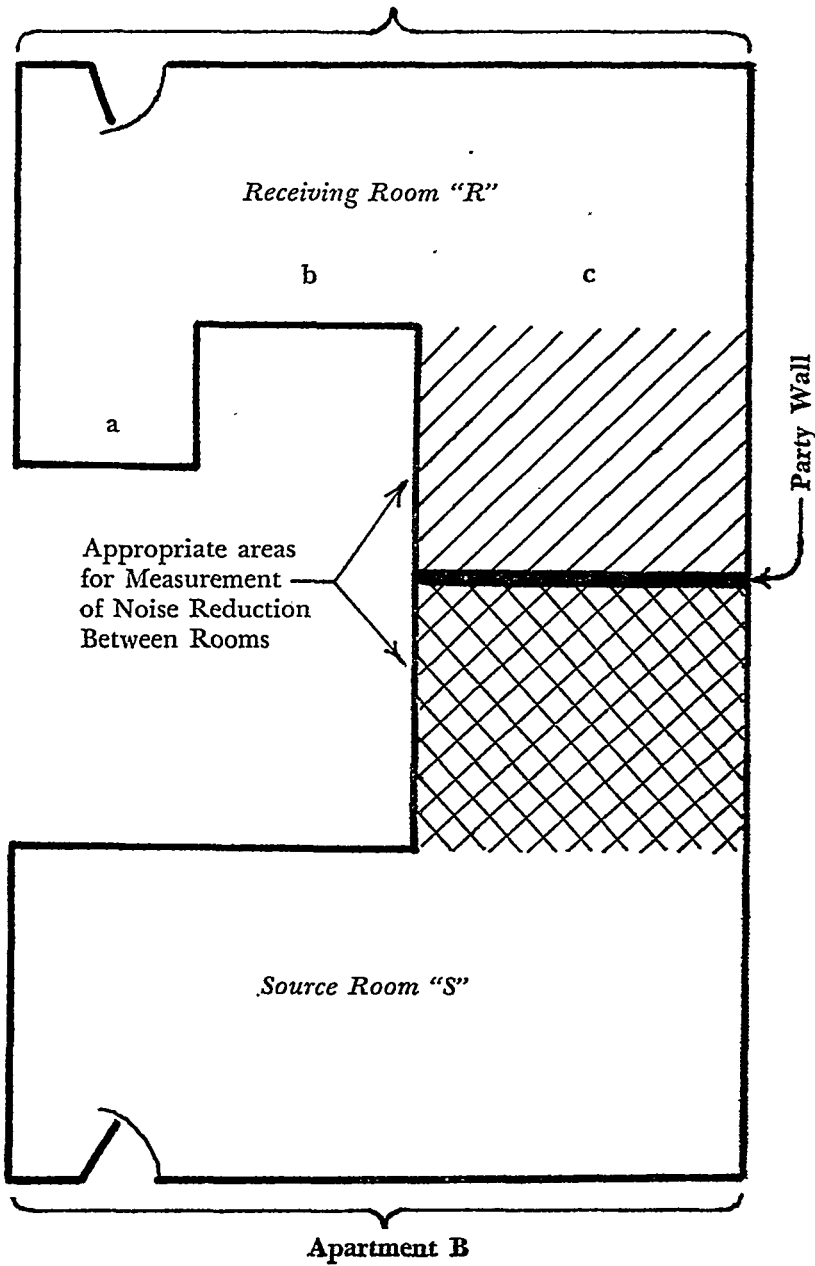 Receiving Room “R”
b
c
a
Party Wall
Appropriate areas
for Measurement
of Noise Reduction
Between Rooms
Source Room “S”
Apartment B